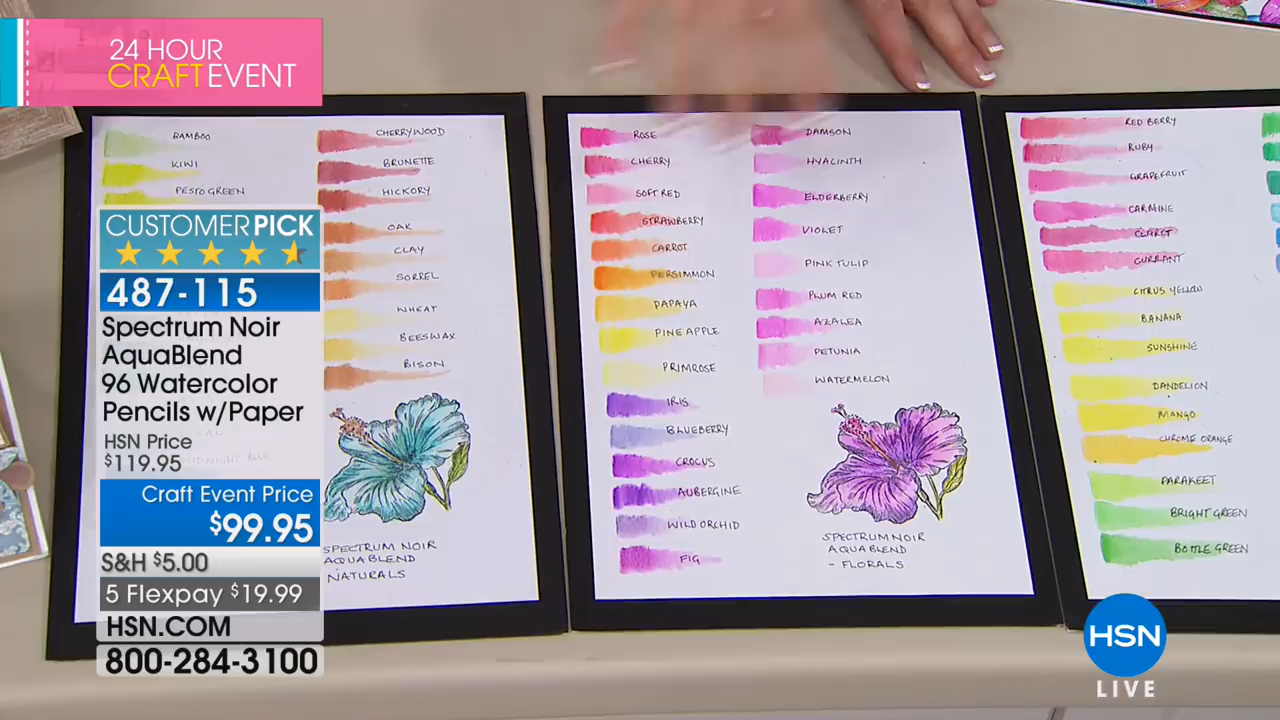 24 HOUR
CRAFT EVENT
CUSTOMER PICK
487-115
Spectrum Noir
AquaBlend
96 Watercolor
Pencils w/Paper
HSN Price
$119.95
Craft Event Price
$99.95
S&H $5.00
5 Flexpay $19.99
HSN.COM
800-284-3100
BAMBOO
KIWI
PESTO GREEN
MIDNIGHT BLUE
CHERRYWOOD
BRUNETTE
HICKORY
OAK
CLAY
SORREL
WHEAT
BEESWAX
BISON
SPECTRUM NOIR
AQUABLEND
NATURALS
ROSE
CHERRY
SOFT RED
STRAWBERRY
CARROT
PERSIMMON
PAPAYA
PINEAPPLE
PRIMROSE
IRIS
BLUEBERRY
CROCUS
AUBERGINE
WILD ORCHID
FIG
DAMSON
HYACINTH
ELDERBERRY
VIOLET
PINK TULIP
PLUM RED
AZALEA
PETUNIA
WATERMELON
SPECTRUM NOIR
AQUABLEND
- FLORALS
RED BERRY
RUBY
GRAPEFRUIT
CARMINE
CLARET
CURRANT
CITRUS YELLOW
BANANA
SUNSHINE
DANDELION
MANGO
CHROME ORANGE
PARAKEET
BRIGHT GREEN
BOTTLE GREEN
HSN
LIVE